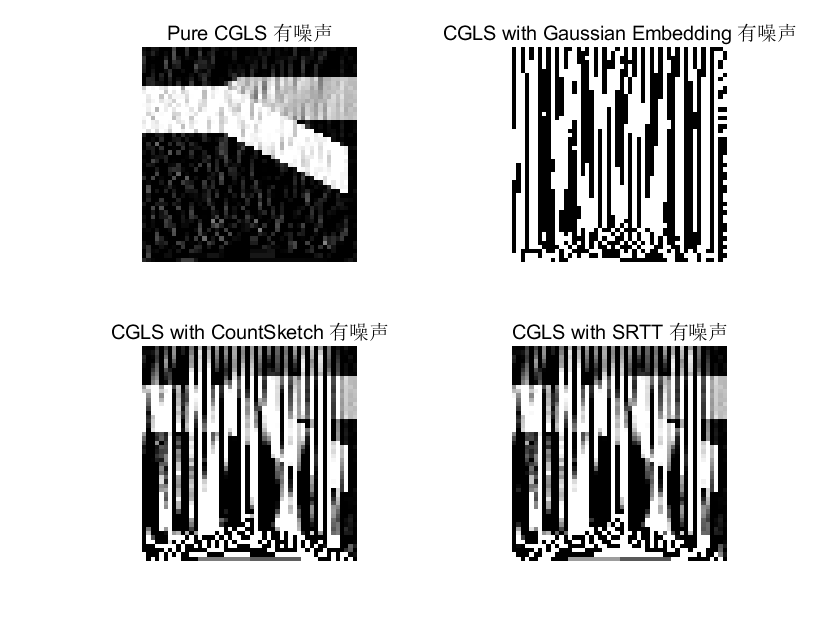 Pure CGLS 有噪声
CGLS with Gaussian Embedding 有噪声
CGLS with CountSketch 有噪声
CGLS with SRTT 有噪声